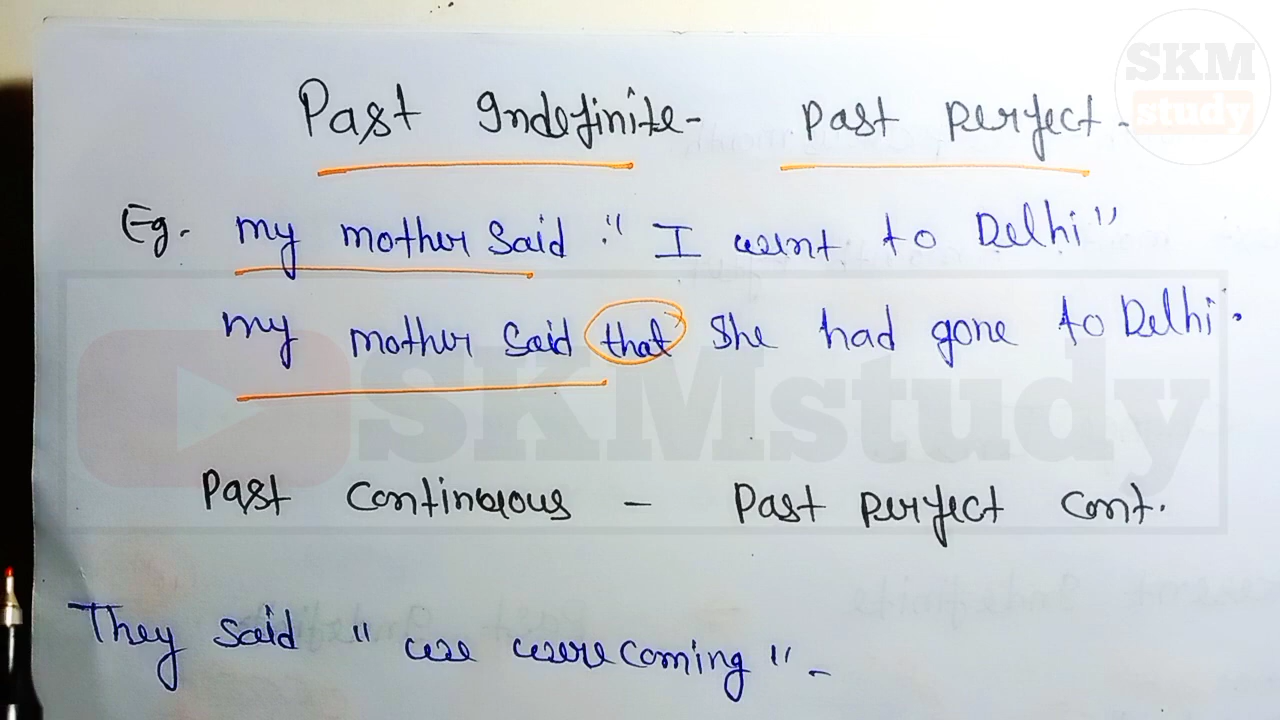 SKM
study
Past Indefinite- Past Perfect-
Eg. my mother said :" I went to Delhi"
my mother said that she had gone to Delhi.
SKMstudy
Past Continuous - Past Perfect cont.
They said " we were coming " -